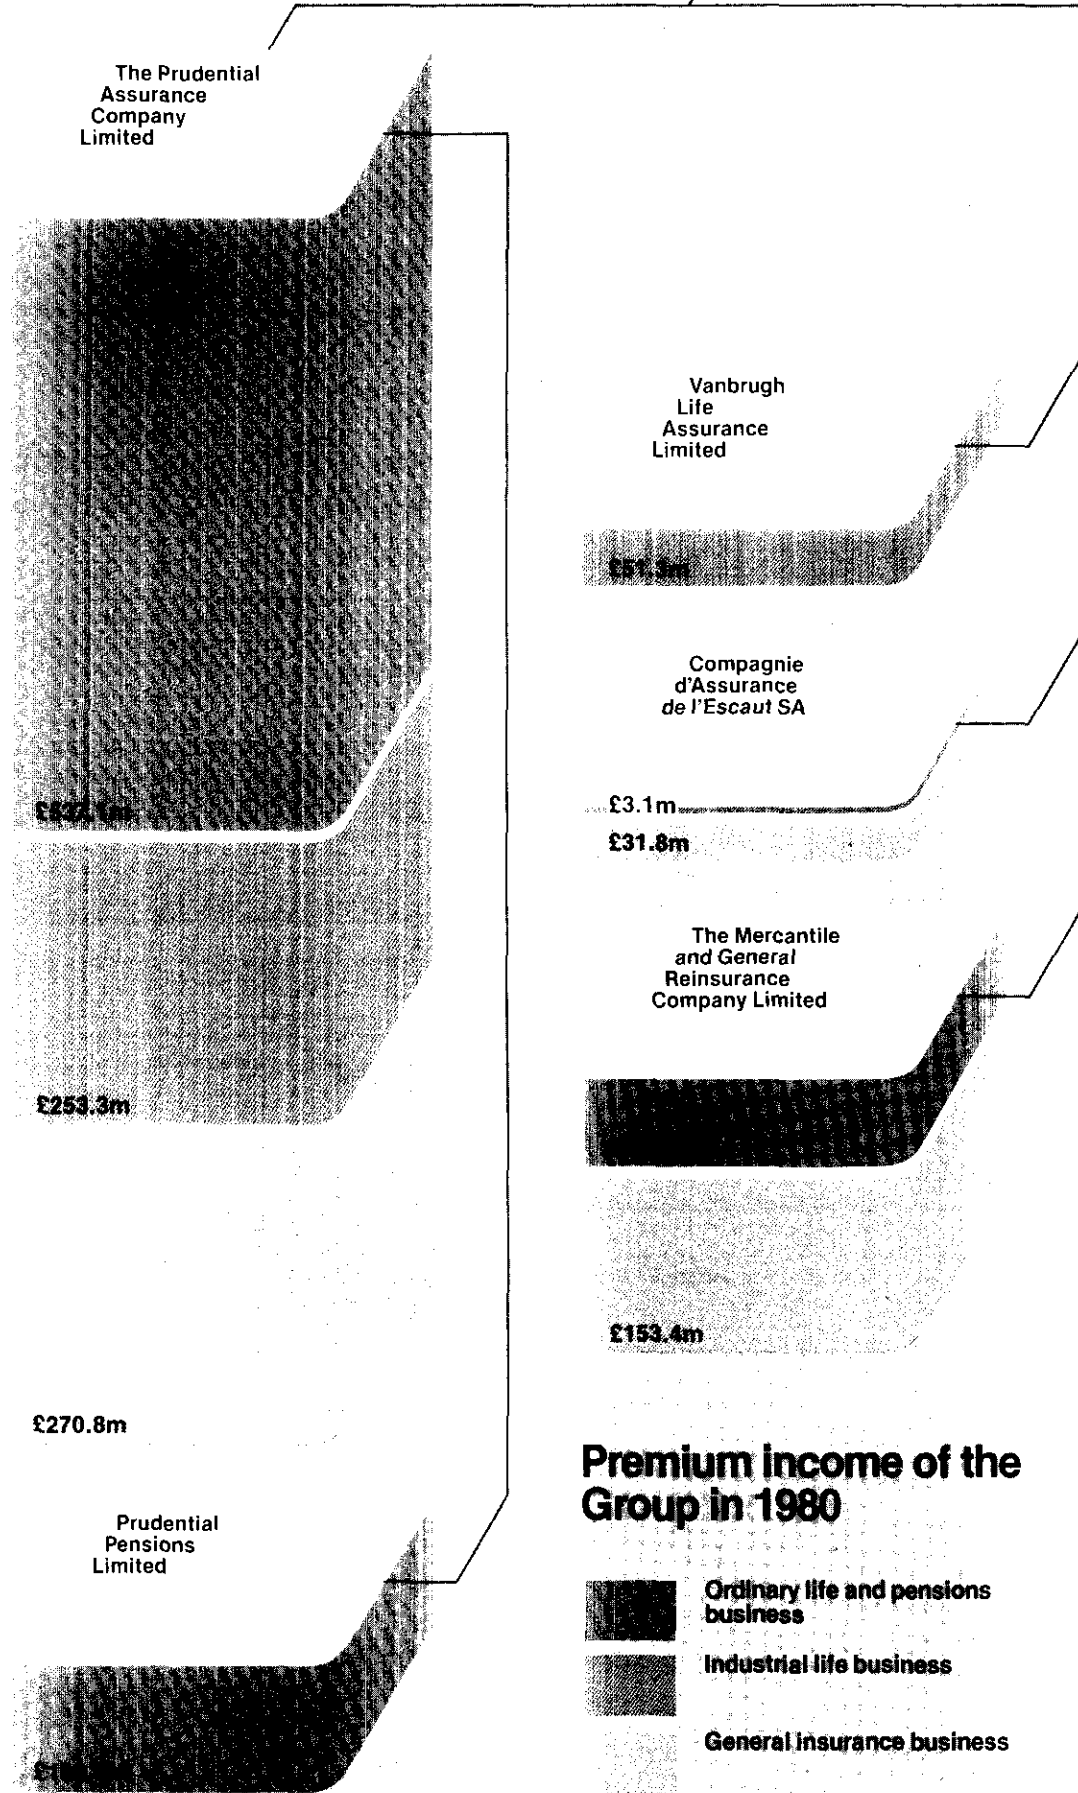 The Prudential
Assurance
Company
Limited
£253.3m
£270.8m
Prudential
Pensions
Limited
Vanbrugh
Life
Assurance
Limited
£51.3m
Compagnie
d'Assurance
de l'Escaut SA
£3.1m
£31.8m
The Mercantile
and General
Reinsurance
Company Limited
£153.4m
Premium income of the
Group in 1980
Ordinary life and pensions
business
Industrial life business
General insurance business